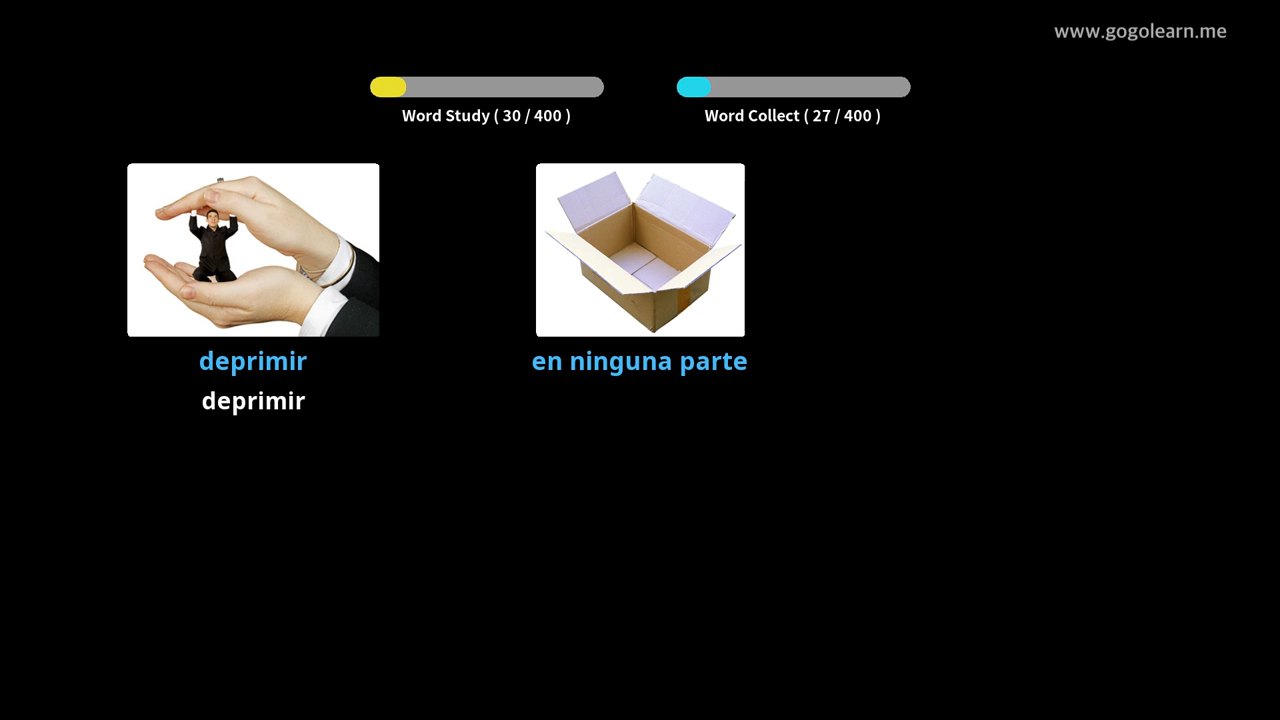 www.gogolearn.me
Word Study ( 30 / 400 )
Word Collect ( 27 / 400 )
deprimir
en ninguna parte
deprimir